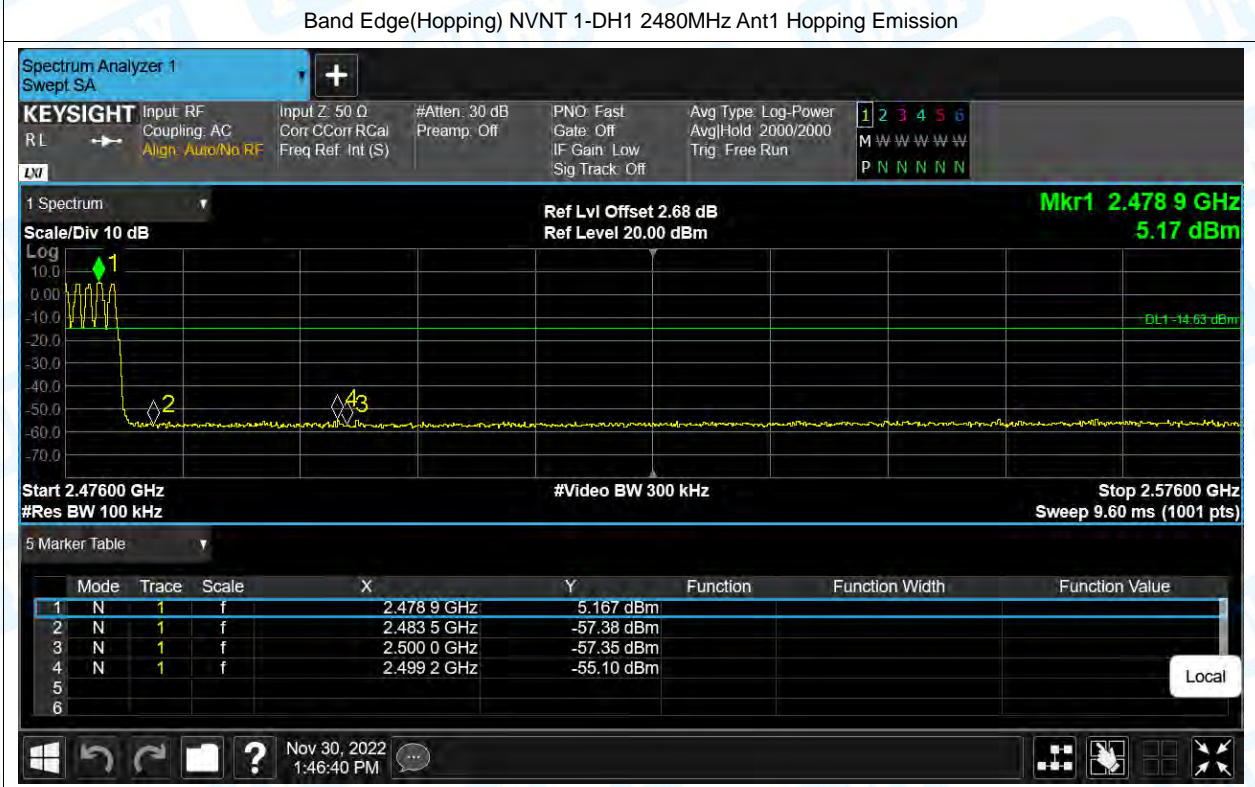 Band Edge(Hopping) NVNT 1-DH1 2480MHz Ant1 Hopping Emission
Spectrum Analyzer 1
Swept SA
+
KEYSIGHT Input: RF Input Z: 50 Ω #Atten: 30 dB PNO: Fast Avg Type: Log-Power 1 2 3 4 5 6
R L Coupling: AC Corr CCorr RCal Preamp: Off Gate: Off Avg|Hold: 2000/2000 M W W W W W
Align: Auto/No RF Freq Ref: Int (S) IF Gain: Low Trig: Free Run
LXI Sig Track: Off P N N N N N
1 Spectrum Ref Lvl Offset 2.68 dB Mkr1 2.478 9 GHz
Scale/Div 10 dB Ref Level 20.00 dBm 5.17 dBm
Log
1
10.0
0.00
-10.0 DL1 -14.63 dBm
-20.0
-30.0
-40.0
-50.0 2 4 3
-60.0
-70.0
Start 2.47600 GHz #Video BW 300 kHz Stop 2.57600 GHz
#Res BW 100 kHz Sweep 9.60 ms (1001 pts)
5 Marker Table
Mode Trace Scale X Y Function Function Width Function Value
1 N 1 f 2.478 9 GHz 5.167 dBm
2 N 1 f 2.483 5 GHz -57.38 dBm
3 N 1 f 2.500 0 GHz -57.35 dBm
4 N 1 f 2.499 2 GHz -55.10 dBm
5
6
Local
? Nov 30, 2022
1:46:40 PM